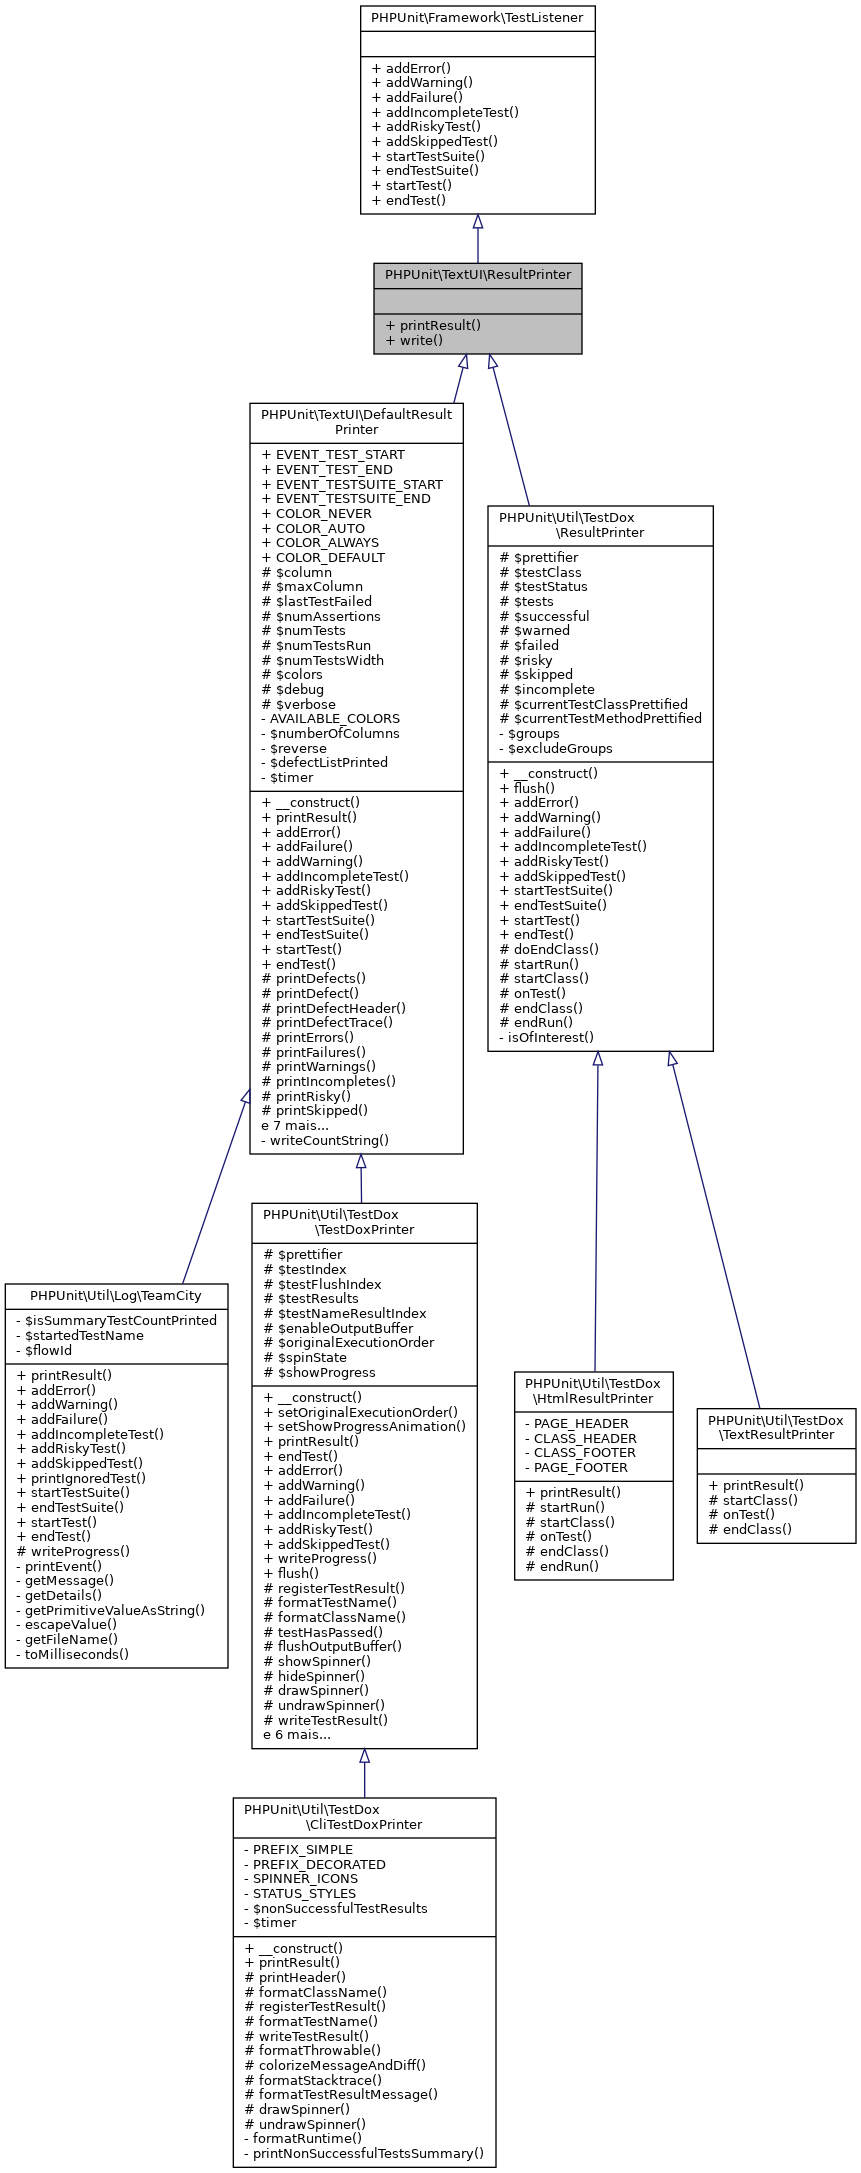 PHPUnit\Framework\TestListener
+ addError()
+ addWarning()
+ addFailure()
+ addIncompleteTest()
+ addRiskyTest()
+ addSkippedTest()
+ startTestSuite()
+ endTestSuite()
+ startTest()
+ endTest()
PHPUnit\TextUI\ResultPrinter
+ printResult()
+ write()
PHPUnit\TextUI\DefaultResult
Printer
+ EVENT_TEST_START
+ EVENT_TEST_END
+ EVENT_TESTSUITE_START
+ EVENT_TESTSUITE_END
+ COLOR_NEVER
+ COLOR_AUTO
+ COLOR_ALWAYS
+ COLOR_DEFAULT
# $column
# $maxColumn
# $lastTestFailed
# $numAssertions
# $numTests
# $numTestsRun
# $numTestsWidth
# $colors
# $debug
# $verbose
- AVAILABLE_COLORS
- $numberOfColumns
- $reverse
- $defectListPrinted
- $timer
+ __construct()
+ printResult()
+ addError()
+ addFailure()
+ addWarning()
+ addIncompleteTest()
+ addRiskyTest()
+ addSkippedTest()
+ startTestSuite()
+ endTestSuite()
+ startTest()
+ endTest()
# printDefects()
# printDefect()
# printDefectHeader()
# printDefectTrace()
# printErrors()
# printFailures()
# printWarnings()
# printIncompletes()
# printRisky()
# printSkipped()
e 7 mais...
- writeCountString()
PHPUnit\Util\TestDox
\ResultPrinter
# $prettifier
# $testClass
# $testStatus
# $tests
# $successful
# $warned
# $failed
# $risky
# $skipped
# $incomplete
# $currentTestClassPrettified
# $currentTestMethodPrettified
- $groups
- $excludeGroups
+ __construct()
+ flush()
+ addError()
+ addWarning()
+ addFailure()
+ addIncompleteTest()
+ addRiskyTest()
+ addSkippedTest()
+ startTestSuite()
+ endTestSuite()
+ startTest()
+ endTest()
# doEndClass()
# startRun()
# startClass()
# onTest()
# endClass()
# endRun()
- isOfInterest()
PHPUnit\Util\Log\TeamCity
- $isSummaryTestCountPrinted
- $startedTestName
- $flowId
+ printResult()
+ addError()
+ addWarning()
+ addFailure()
+ addIncompleteTest()
+ addRiskyTest()
+ addSkippedTest()
+ printIgnoredTest()
+ startTestSuite()
+ endTestSuite()
+ startTest()
+ endTest()
# writeProgress()
- printEvent()
- getMessage()
- getDetails()
- getPrimitiveValueAsString()
- escapeValue()
- getFileName()
- toMilliseconds()
PHPUnit\Util\TestDox
\TestDoxPrinter
# $prettifier
# $testIndex
# $testFlushIndex
# $testResults
# $testNameResultIndex
# $enableOutputBuffer
# $originalExecutionOrder
# $spinState
# $showProgress
+ __construct()
+ setOriginalExecutionOrder()
+ setShowProgressAnimation()
+ printResult()
+ endTest()
+ addError()
+ addWarning()
+ addFailure()
+ addIncompleteTest()
+ addRiskyTest()
+ addSkippedTest()
+ writeProgress()
+ flush()
# registerTestResult()
# formatTestName()
# formatClassName()
# testHasPassed()
# flushOutputBuffer()
# showSpinner()
# hideSpinner()
# drawSpinner()
# undrawSpinner()
# writeTestResult()
e 6 mais...
PHPUnit\Util\TestDox
\HtmlResultPrinter
- PAGE_HEADER
- CLASS_HEADER
- CLASS_FOOTER
- PAGE_FOOTER
+ printResult()
# startRun()
# startClass()
# onTest()
# endClass()
# endRun()
PHPUnit\Util\TestDox
\TextResultPrinter
+ printResult()
# startClass()
# onTest()
# endClass()
PHPUnit\Util\TestDox
\CliTestDoxPrinter
- PREFIX_SIMPLE
- PREFIX_DECORATED
- SPINNER_ICONS
- STATUS_STYLES
- $nonSuccessfulTestResults
- $timer
+ __construct()
+ printResult()
# printHeader()
# formatClassName()
# registerTestResult()
# formatTestName()
# writeTestResult()
# formatThrowable()
# colorizeMessageAndDiff()
# formatStacktrace()
# formatTestResultMessage()
# drawSpinner()
# undrawSpinner()
- formatRuntime()
- printNonSuccessfulTestsSummary()